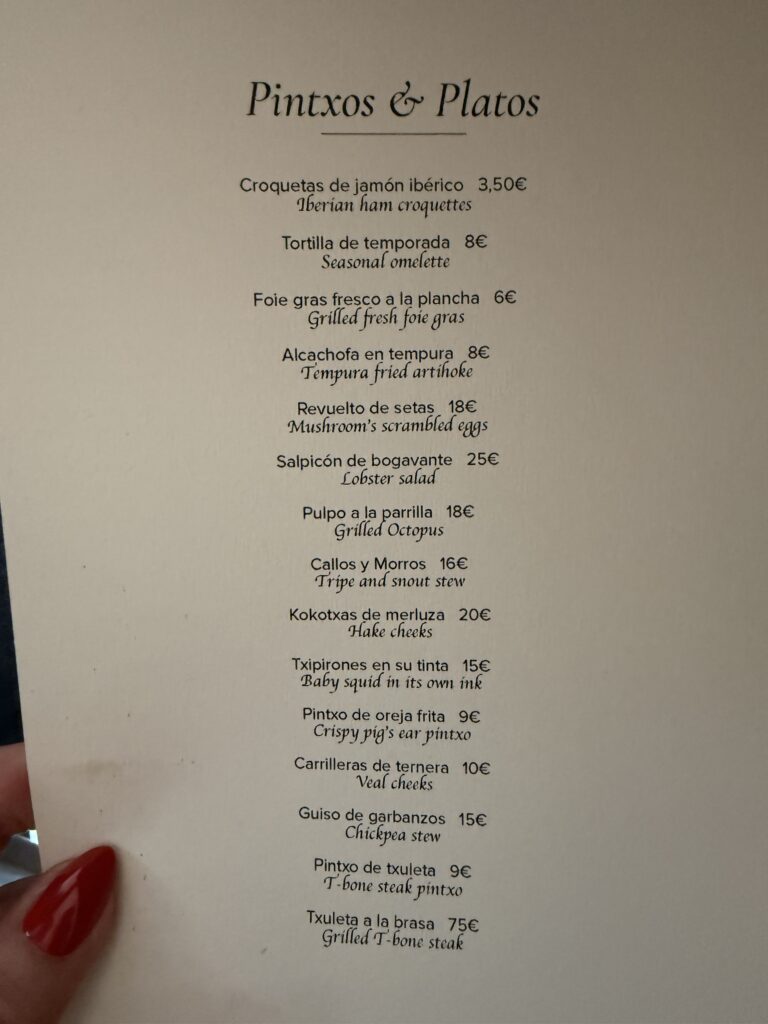 Pintxos & Platos
Croquetas de jamón ibérico 3,50€
Iberian ham croquettes
Tortilla de temporada 8€
Seasonal omelette
Foie gras fresco a la plancha 6€
Grilled fresh foie gras
Alcachofa en tempura 8€
Tempura fried artihoke
Revuelto de setas 18€
Mushroom's scrambled eggs
Salpicón de bogavante 25€
Lobster salad
Pulpo a la parrilla 18€
Grilled Octopus
Callos y Morros 16€
Tripe and snout stew
Kokotxas de merluza 20€
Hake cheeks
Txipirones en su tinta 15€
Baby squid in its own ink
Pintxo de oreja frita 9€
Crispy pig's ear pintxo
Carrilleras de ternera 10€
Veal cheeks
Guiso de garbanzos 15€
Chickpea stew
Pintxo de txuleta 9€
T-bone steak pintxo
Txuleta a la brasa 75€
Grilled T-bone steak